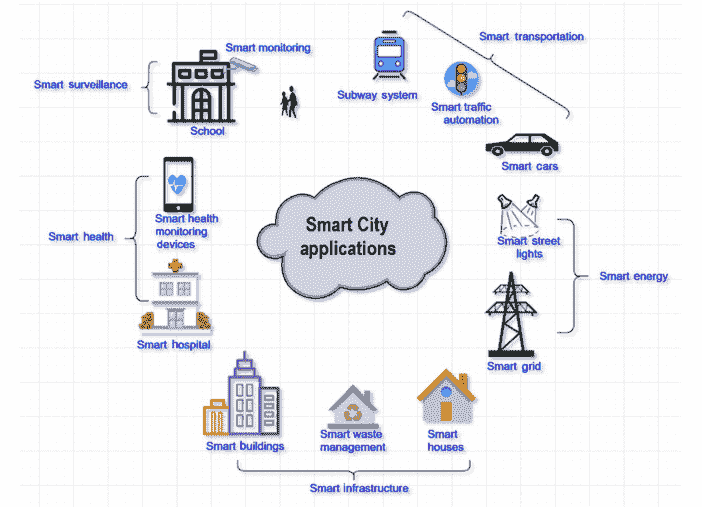 Smart monitoring
Smart surveillance
School
Smart transportation
Subway system
Smart traffic
automation
Smart cars
Smart health
monitoring
devices
Smart health
Smart hospital
Smart City
applications
Smart street
lights
Smart energy
Smart grid
Smart buildings
Smart waste
management
Smart
houses
Smart infrastructure